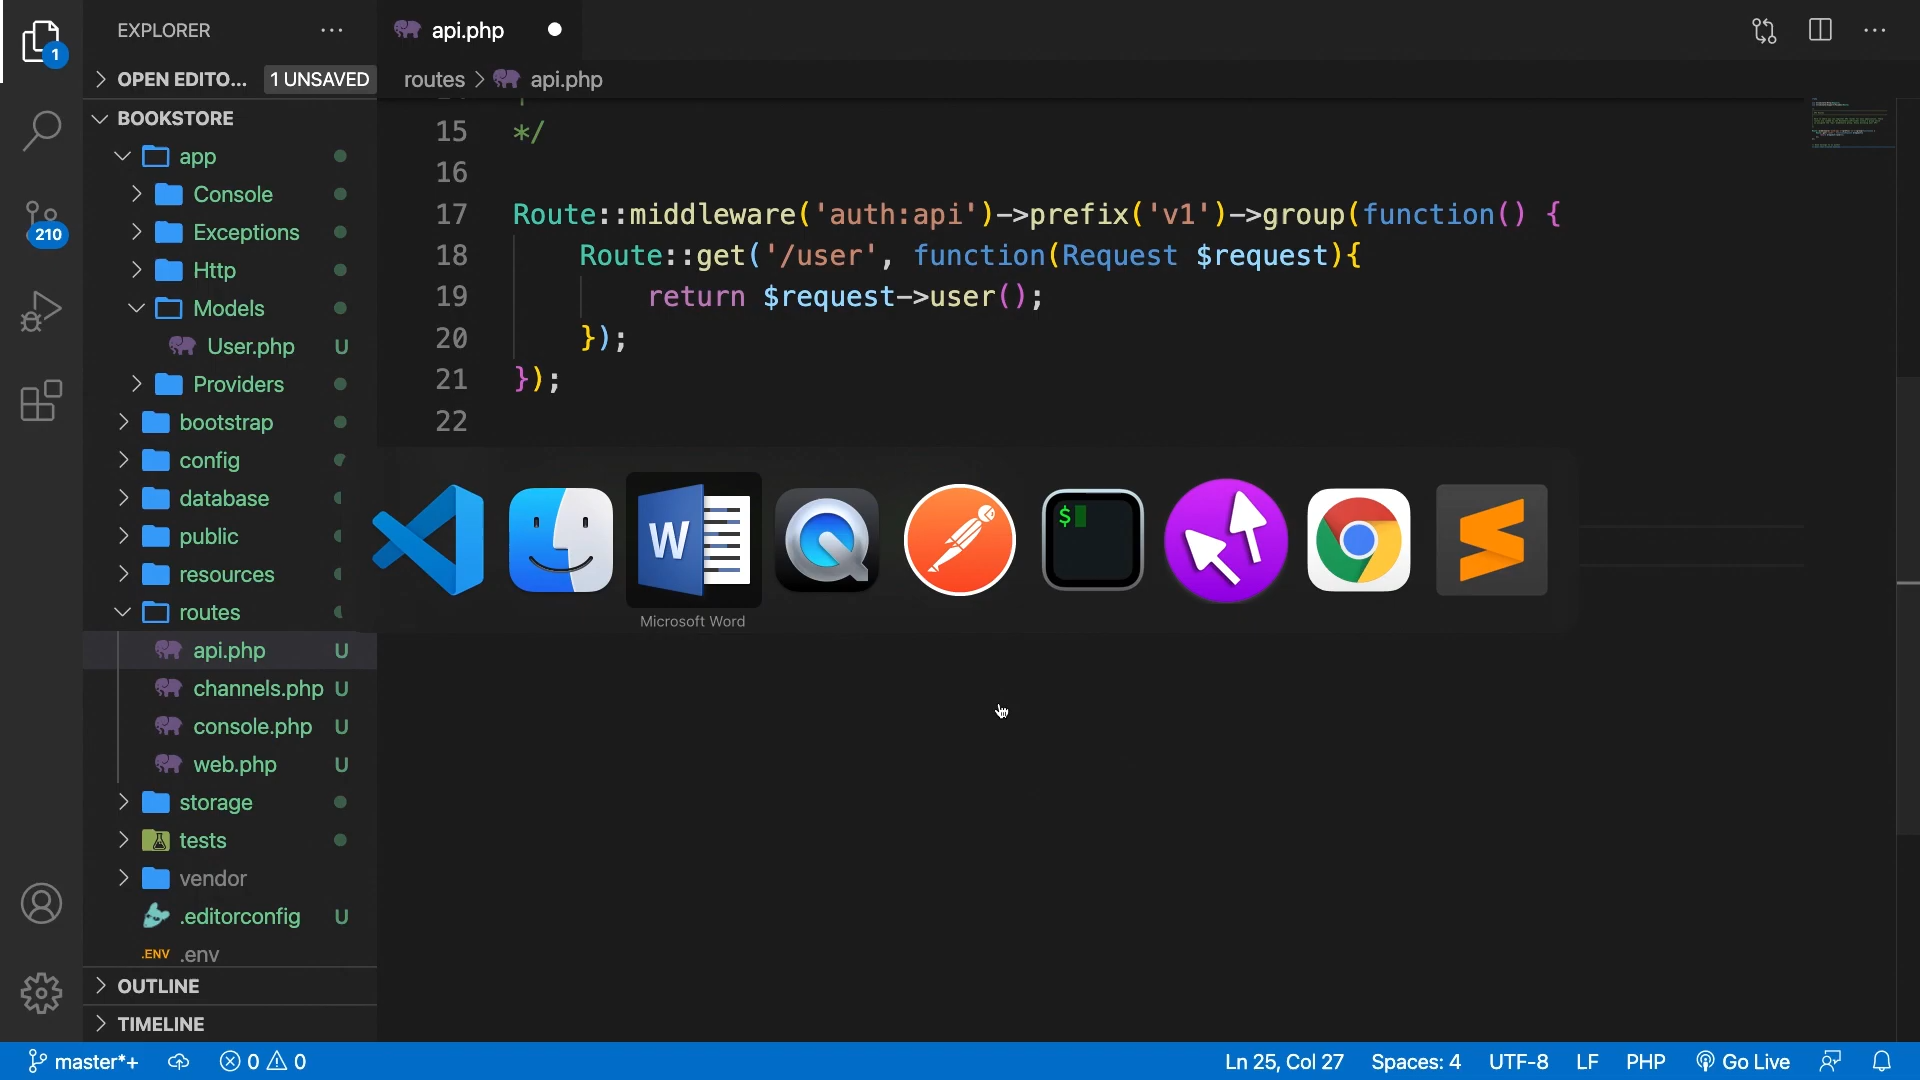 EXPLORER
OPEN EDITO... 1 UNSAVED
BOOKSTORE
app
Console
Exceptions
Http
Models
User.php U
Providers
bootstrap
config
database
public
resources
routes
api.php U
channels.php U
console.php U
web.php U
storage
tests
vendor
.editorconfig U
.ENV .env
OUTLINE
TIMELINE
1
210
api.php
routes > api.php
15 */
16
17 Route::middleware('auth:api')->prefix('v1')->group(function() {
18 Route::get('/user', function(Request $request){
19 return $request->user();
20 });
21 });
22
W
$
Microsoft Word
master*+ 0 0 Ln 25, Col 27 Spaces: 4 UTF-8 LF PHP Go Live